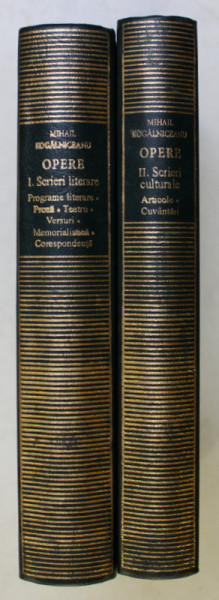 MIHAIL
KOGĂLNICEANU
OPERE
I. Scrieri literare
Programe literare •
Proză • Teatru •
Versuri •
Memorialistică •
Corespondență
MIHAIL
KOGĂLNICEANU
OPERE
II. Scrieri
culturale
Articole •
Cuvântări